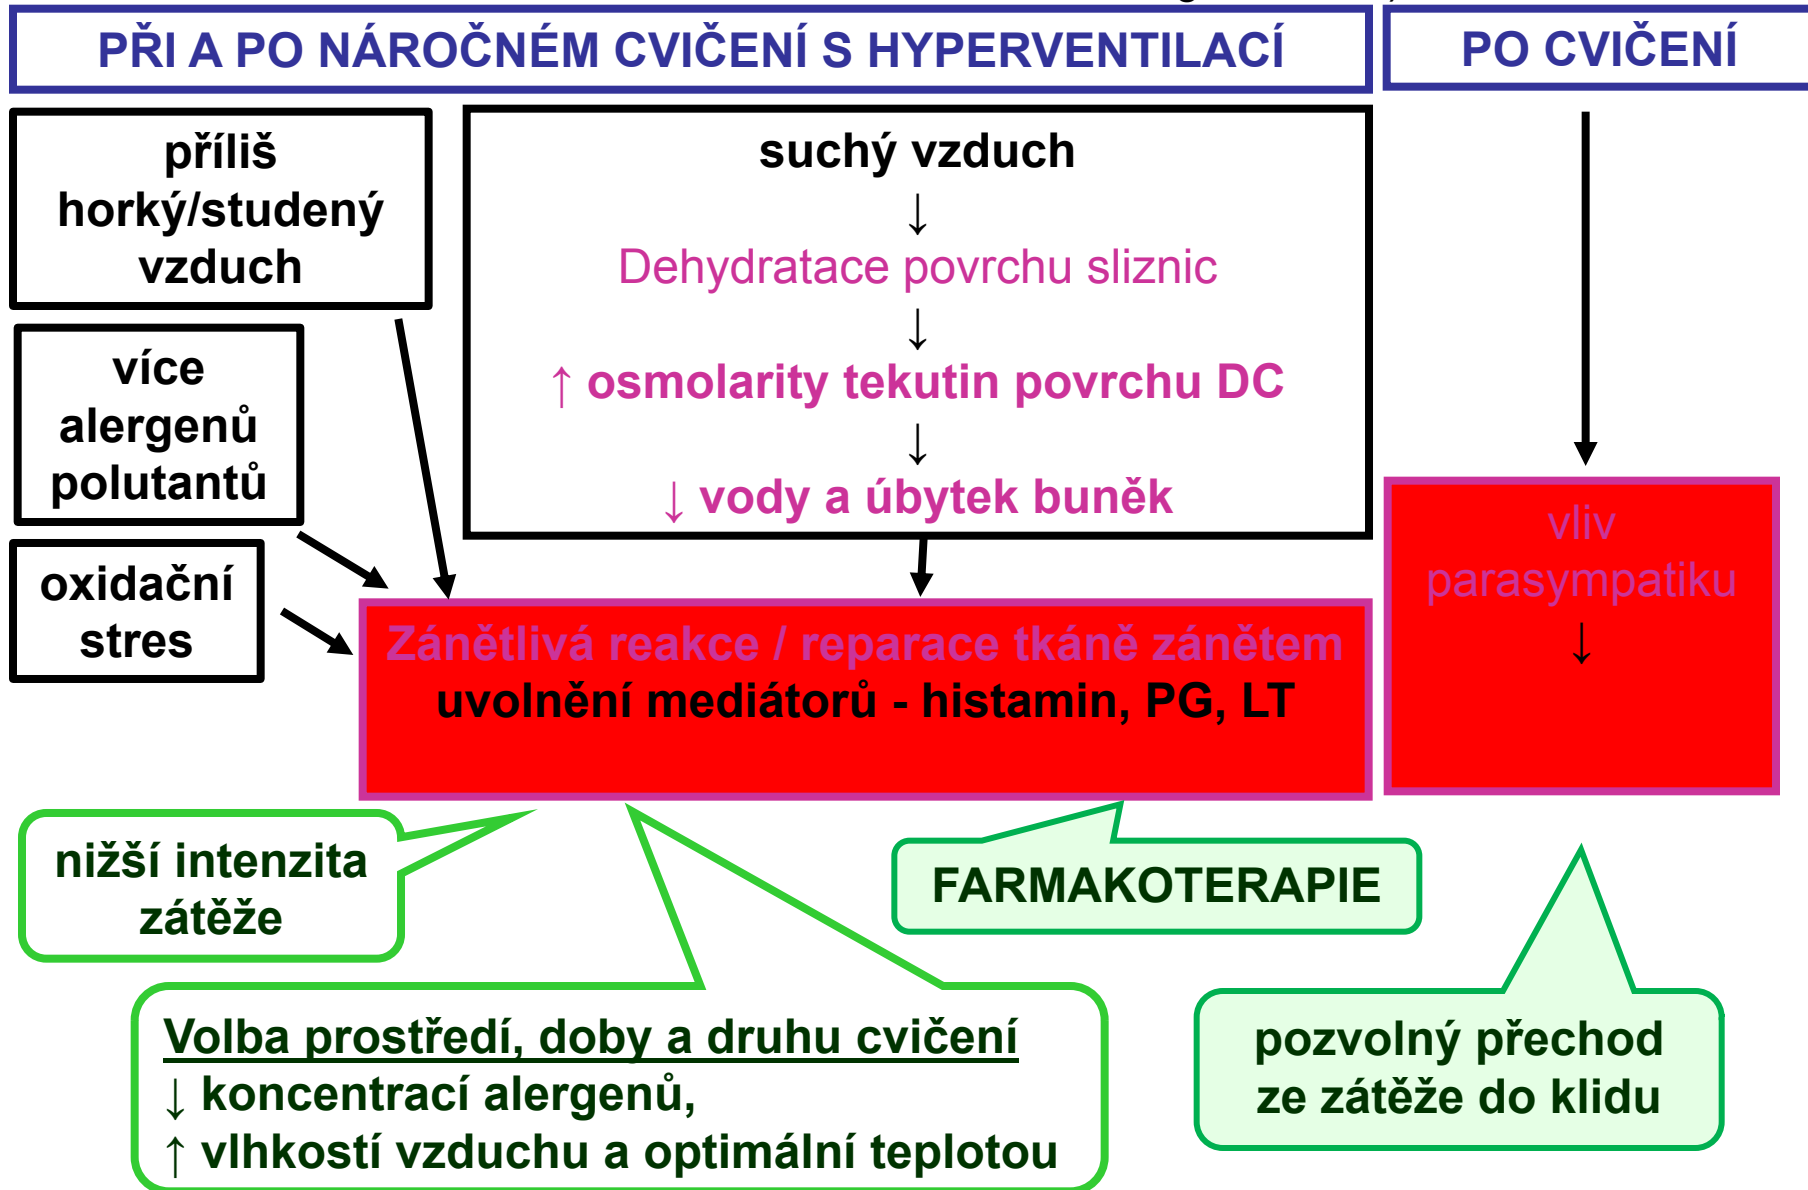 PŘI A PO NÁROČNÉM CVIČENÍ S HYPERVENTILACÍ
PO CVIČENÍ
příliš
horký/studený
vzduch
více
alergenů
polutantů
oxidační
stres
suchý vzduch
↓
Dehydratace povrchu sliznic
↓
↑ osmolarity tekutin povrchu DC
↓
↓ vody a úbytek buněk
Zánětlivá reakce / reparace tkáně zánětem
uvolnění mediátorů - histamin, PG, LT
vliv
parasympatiku
↓
nižší intenzita
zátěže
FARMAKOTERAPIE
Volba prostředí, doby a druhu cvičení
↓ koncentrací alergenů,
↑ vlhkostí vzduchu a optimální teplotou
pozvolný přechod
ze zátěže do klidu